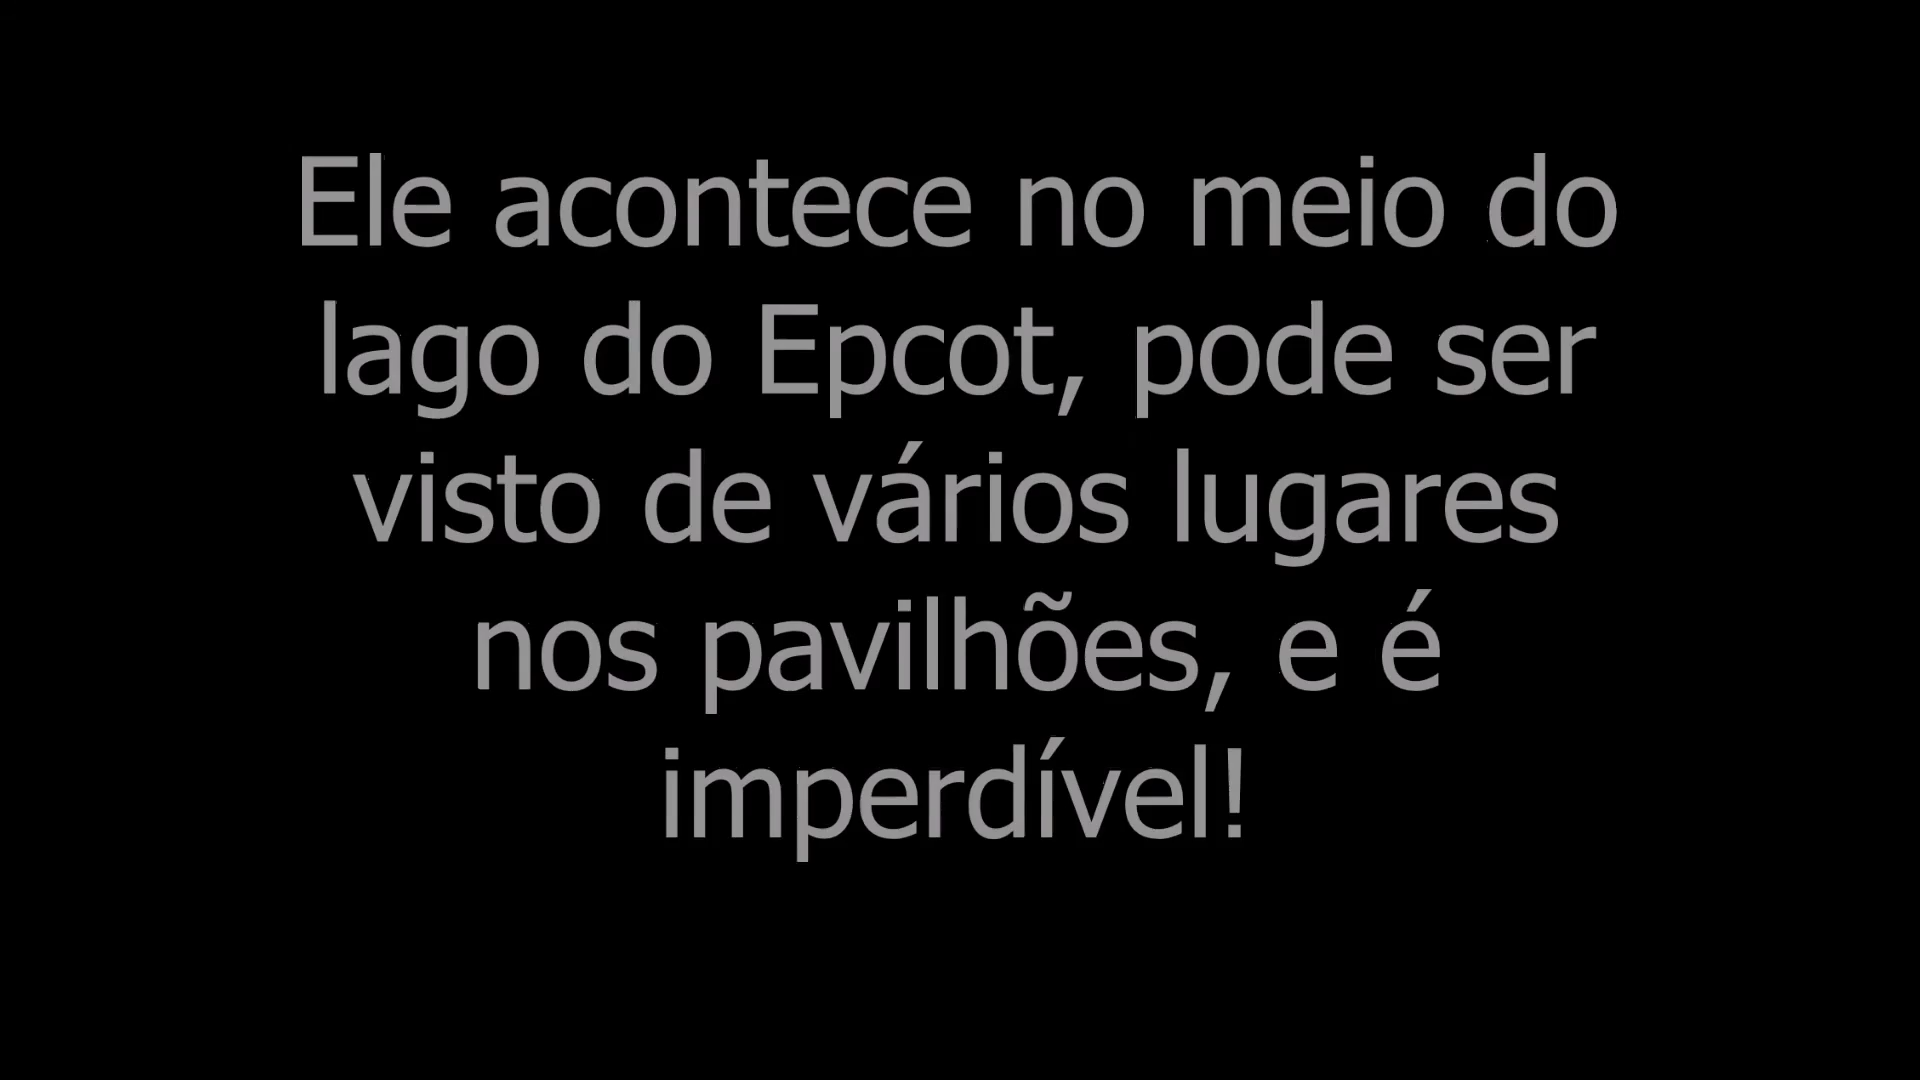 Ele acontece no meio do
lago do Epcot, pode ser
visto de vários lugares
nos pavilhões, e é
imperdível!